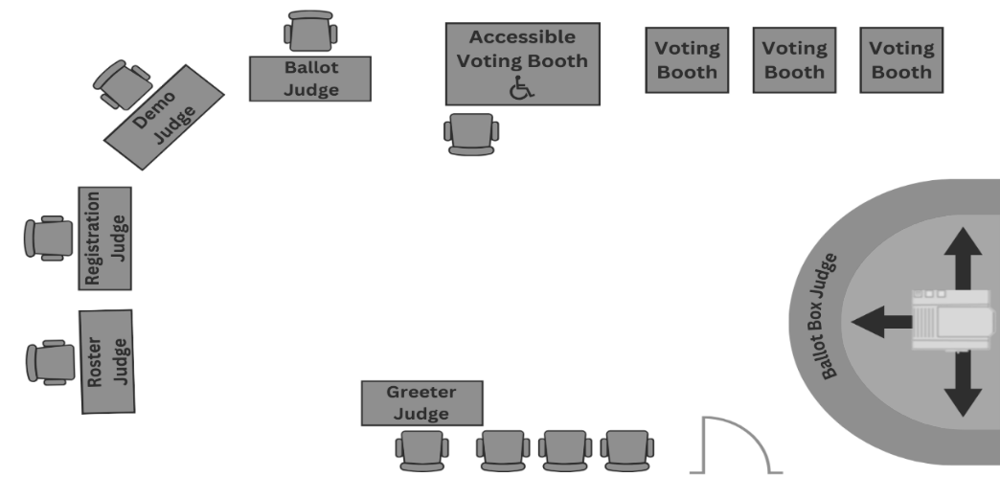 Ballot
Judge
Accessible
Voting Booth
Voting
Booth
Voting
Booth
Voting
Booth
Demo
Judge
Registration
Judge
Ballot Box Judge
Roster
Judge
Greeter
Judge